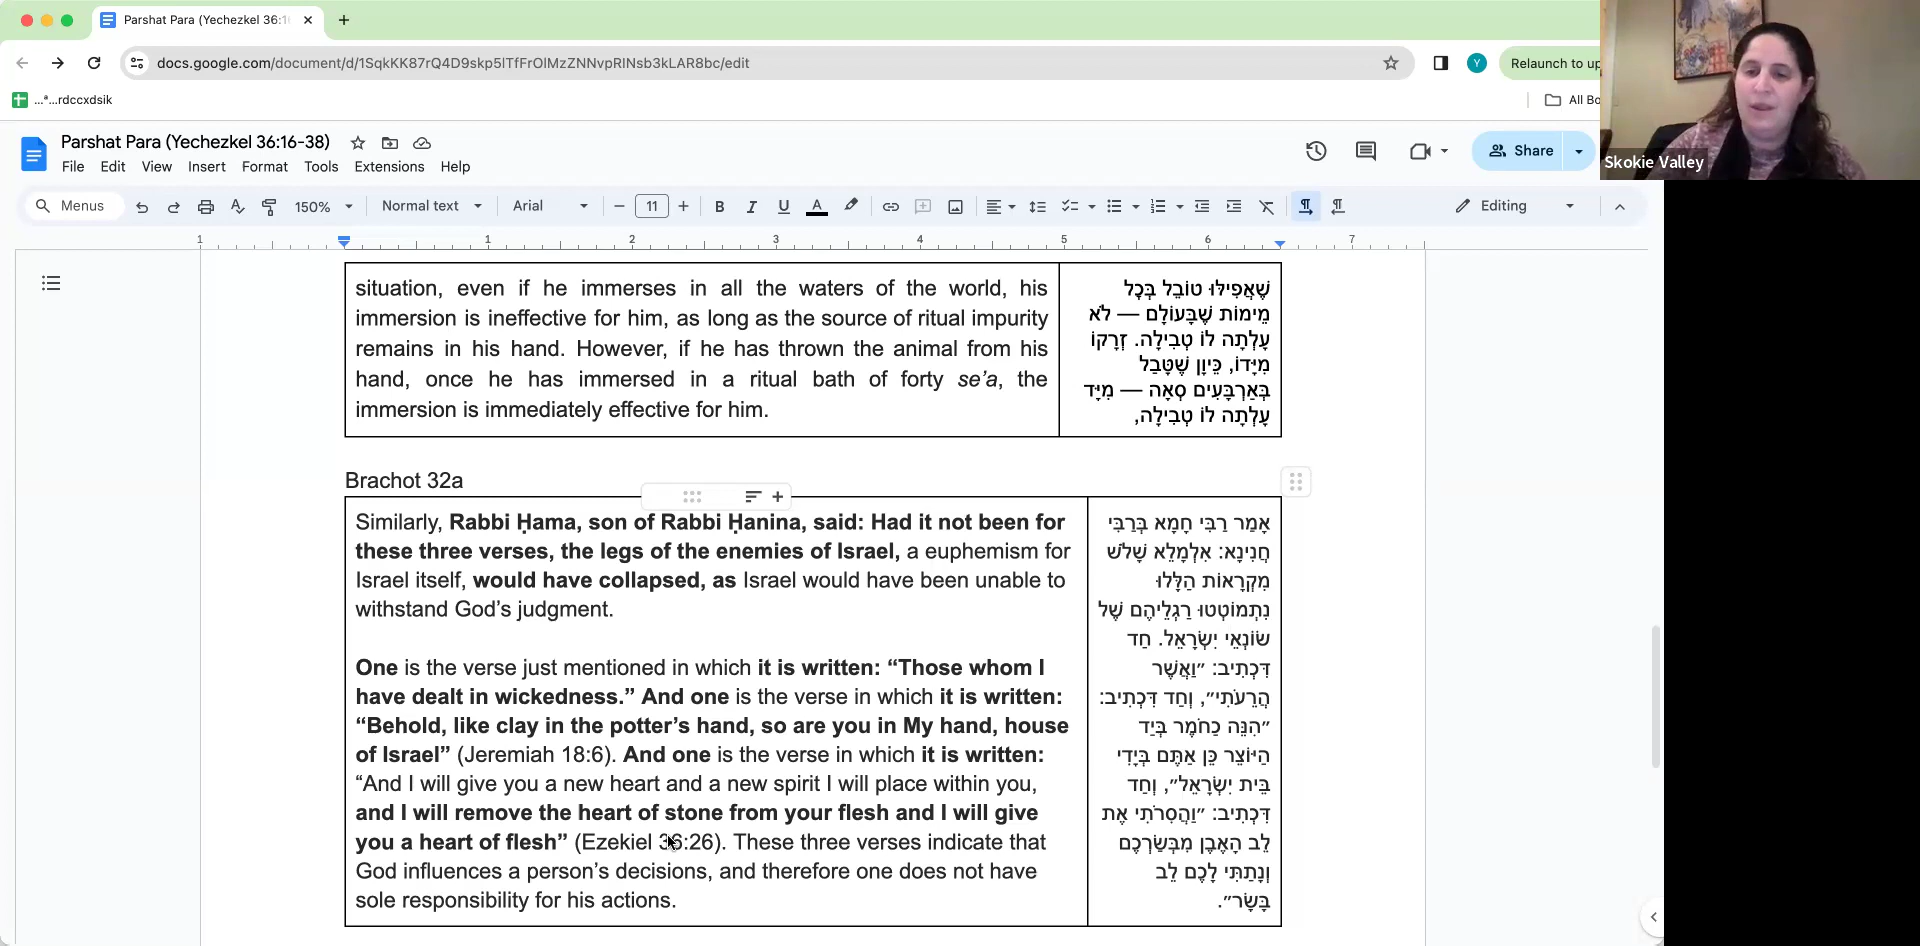 Parshat Para (Yechezkel 36:1
docs.google.com/document/d/1SqkKK87rQ4D9skp5ITfFrOIMzZNNvpRINsb3kLAR8bc/edit
Y
Relaunch to up
...ª...rdccxdsik
All Bo
Parshat Para (Yechezkel 36:16-38)
File Edit View Insert Format Tools Extensions Help
Share
Skokie Valley
Menus 150% Normal text Arial 11 Editing
1 1 2 3 4 5 6 7
situation, even if he immerses in all the waters of the world, his
immersion is ineffective for him, as long as the source of ritual impurity
remains in his hand. However, if he has thrown the animal from his
hand, once he has immersed in a ritual bath of forty se’a, the
immersion is immediately effective for him.
שֶׁאֲפִילּוּ טוֹבֵל בְּכׇל
מֵימוֹת שֶׁבָּעוֹלָם — לֹא
עָלְתָה לוֹ טְבִילָה. זְרָקוֹ
מִיָּדוֹ, כֵּיוָן שֶׁטָּבַל
בְּאַרְבָּעִים סְאָה — מִיָּד
עָלְתָה לוֹ טְבִילָה,
Brachot 32a
Similarly, Rabbi Ḥama, son of Rabbi Ḥanina, said: Had it not been for
these three verses, the legs of the enemies of Israel, a euphemism for
Israel itself, would have collapsed, as Israel would have been unable to
withstand God’s judgment.
One is the verse just mentioned in which it is written: “Those whom I
have dealt in wickedness.” And one is the verse in which it is written:
“Behold, like clay in the potter’s hand, so are you in My hand, house
of Israel” (Jeremiah 18:6). And one is the verse in which it is written:
“And I will give you a new heart and a new spirit I will place within you,
and I will remove the heart of stone from your flesh and I will give
you a heart of flesh” (Ezekiel 36:26). These three verses indicate that
God influences a person’s decisions, and therefore one does not have
sole responsibility for his actions.
אָמַר רַבִּי חָמָא בְּרַבִּי
חֲנִינָא: אִלְמָלֵא שָׁלֹשׁ
מִקְרָאוֹת הַלָּלוּ
נִתְמוֹטְטוּ רַגְלֵיהֶם שֶׁל
שׂוֹנְאֵי יִשְׂרָאֵל. חַד
דִּכְתִיב: ״וַאֲשֶׁר
הֲרֵעֹתִי״, וְחַד דִּכְתִיב:
״הִנֵּה כַחֹמֶר בְּיַד
הַיּוֹצֵר כֵּן אַתֶּם בְּיָדִי
בֵּית יִשְׂרָאֵל״, וְחַד
דִּכְתִיב: ״וַהֲסִרֹתִי אֶת
לֵב הָאֶבֶן מִבְּשַׂרְכֶם
וְנָתַתִּי לָכֶם לֵב
בָּשָׂר״.